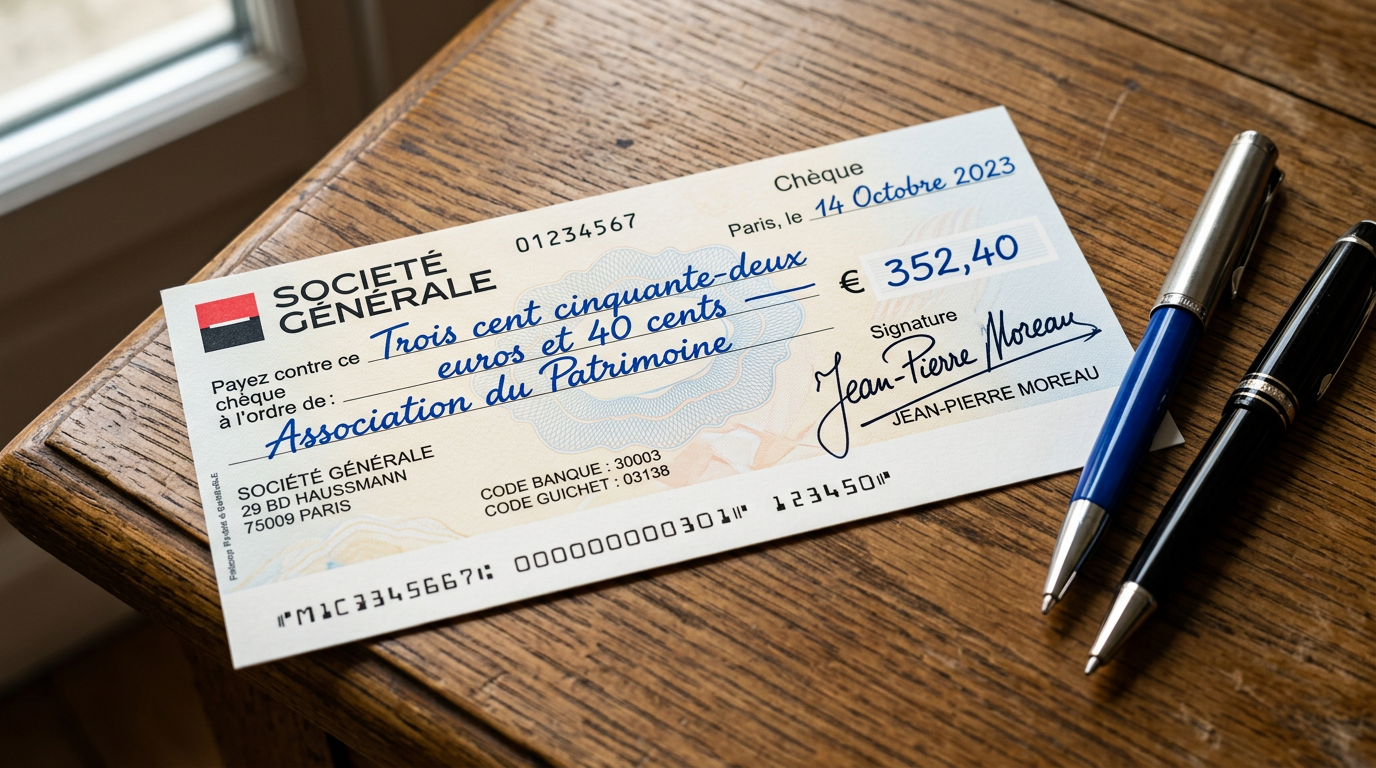 Chèque
Paris, le 14 Octobre 2023
01234567
SOCIETÉ
GÉNÉRALE
€ 352,40
Payez contre ce Trois cent cinquante-deux
chèque euros et 40 cents
à l'ordre de :
Association du Patrimoine
Signature
Jean-Pierre Moreau
JEAN-PIERRE MOREAU
SOCIÉTÉ GÉNÉRALE
29 BD HAUSSMANN
75009 PARIS
CODE BANQUE : 30003
CODE GUICHET : 03138
000000000301 123450